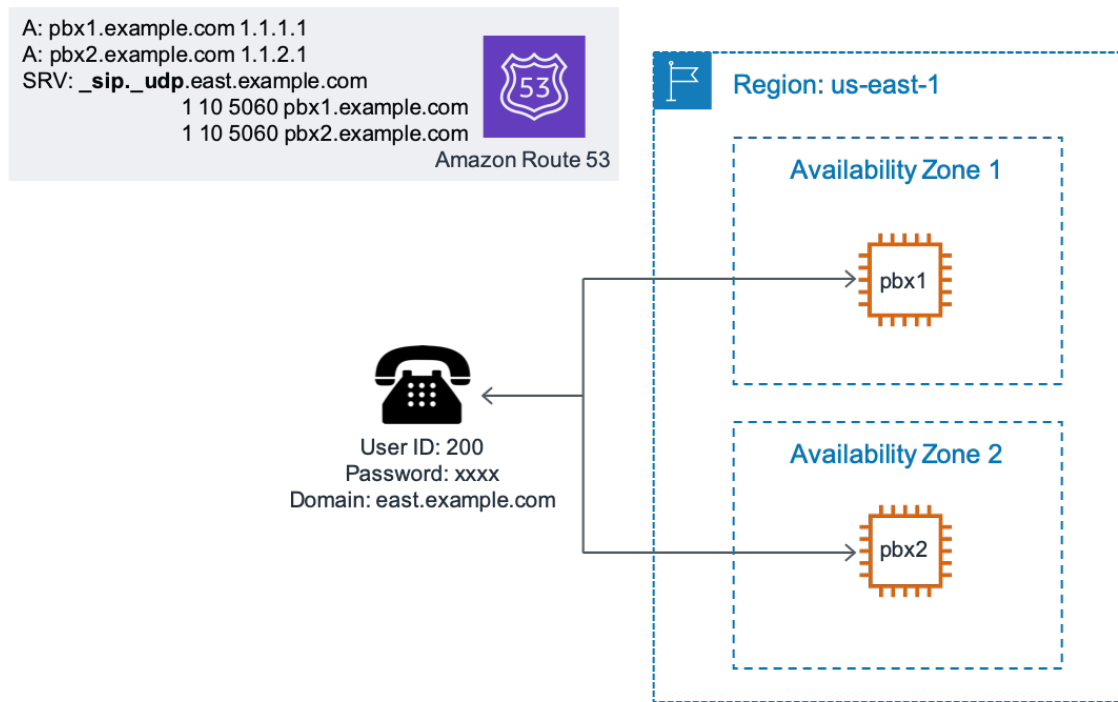 A: pbx1.example.com 1.1.1.1
A: pbx2.example.com 1.1.2.1
SRV: _sip._udp.east.example.com
1 10 5060 pbx1.example.com
1 10 5060 pbx2.example.com
53
Amazon Route 53
Region: us-east-1
Availability Zone 1
pbx1
User ID: 200
Password: xxxx
Domain: east.example.com
Availability Zone 2
pbx2